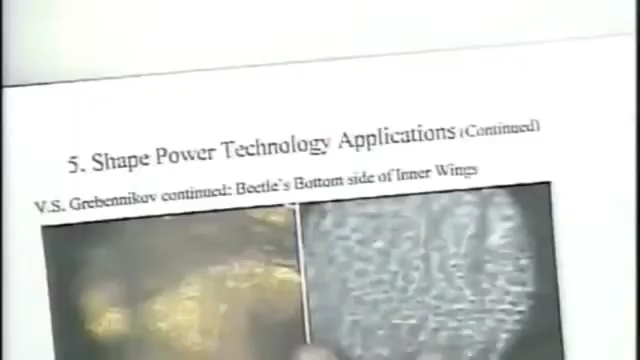 5. Shape Power Technology Applications (Continued)
V.S. Grebennikov continued: Beetle's Bottom side of Inner Wings